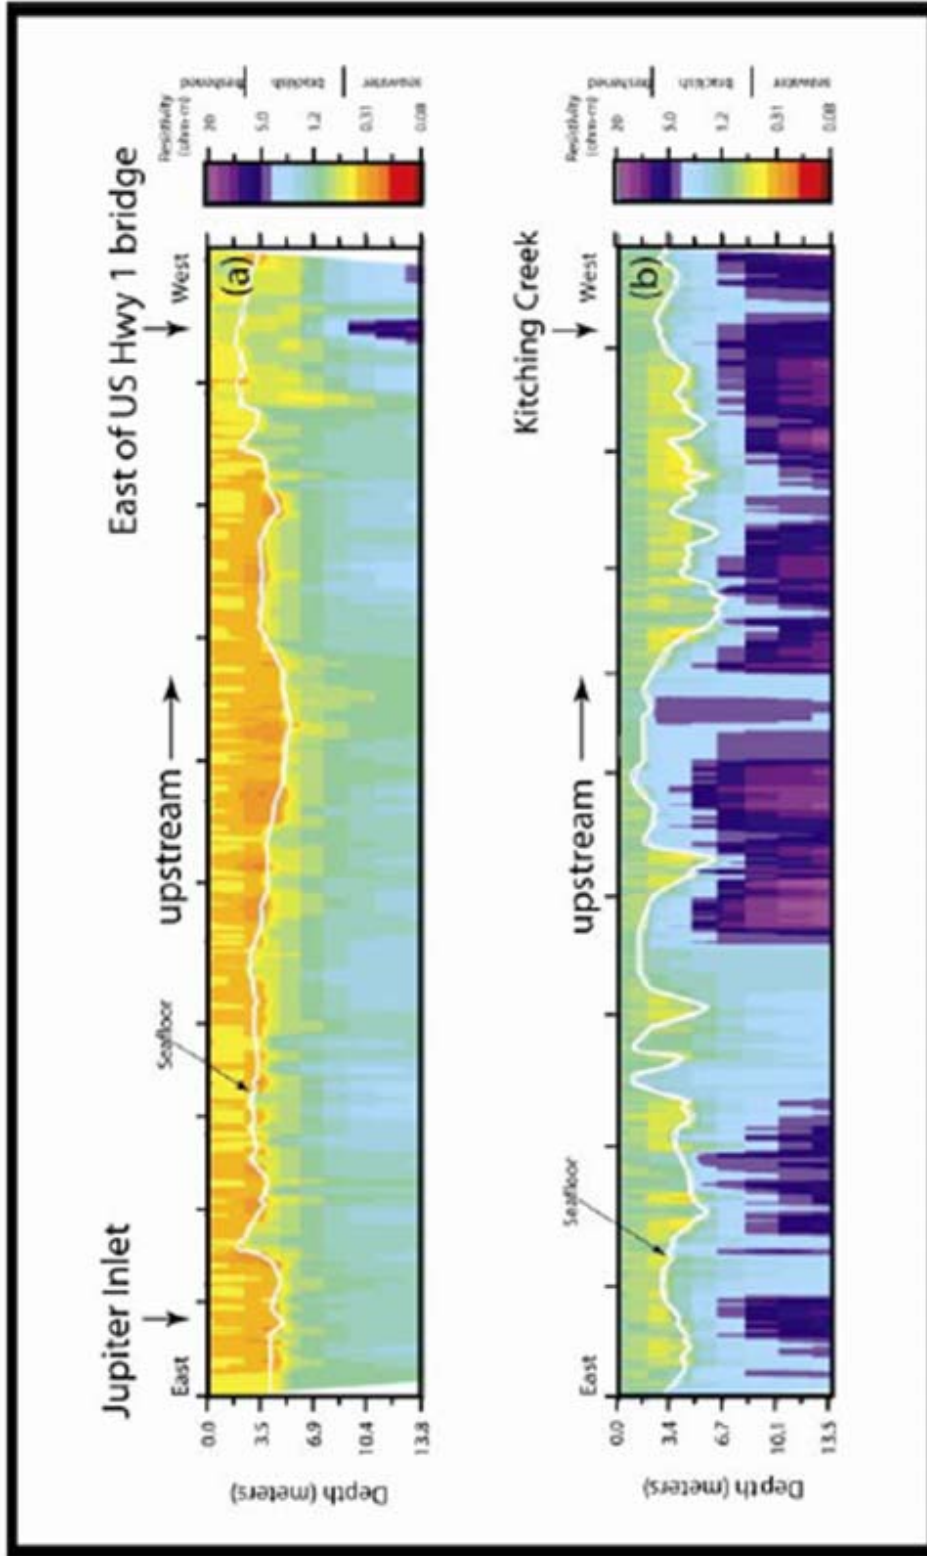 Jupiter Inlet
East of US Hwy 1 bridge
upstream
Seafloor
East
West
(a)
Depth (meters)
0.0
3.5
6.9
10.4
13.8
Resistivity
(ohm-m)
20
5.0
1.2
0.31
0.08
freshened
brackish
seawater
Kitching Creek
upstream
Seafloor
East
West
(b)
Depth (meters)
0.0
3.4
6.7
10.1
13.5
Resistivity
(ohm-m)
20
5.0
1.2
0.31
0.08
freshened
brackish
seawater